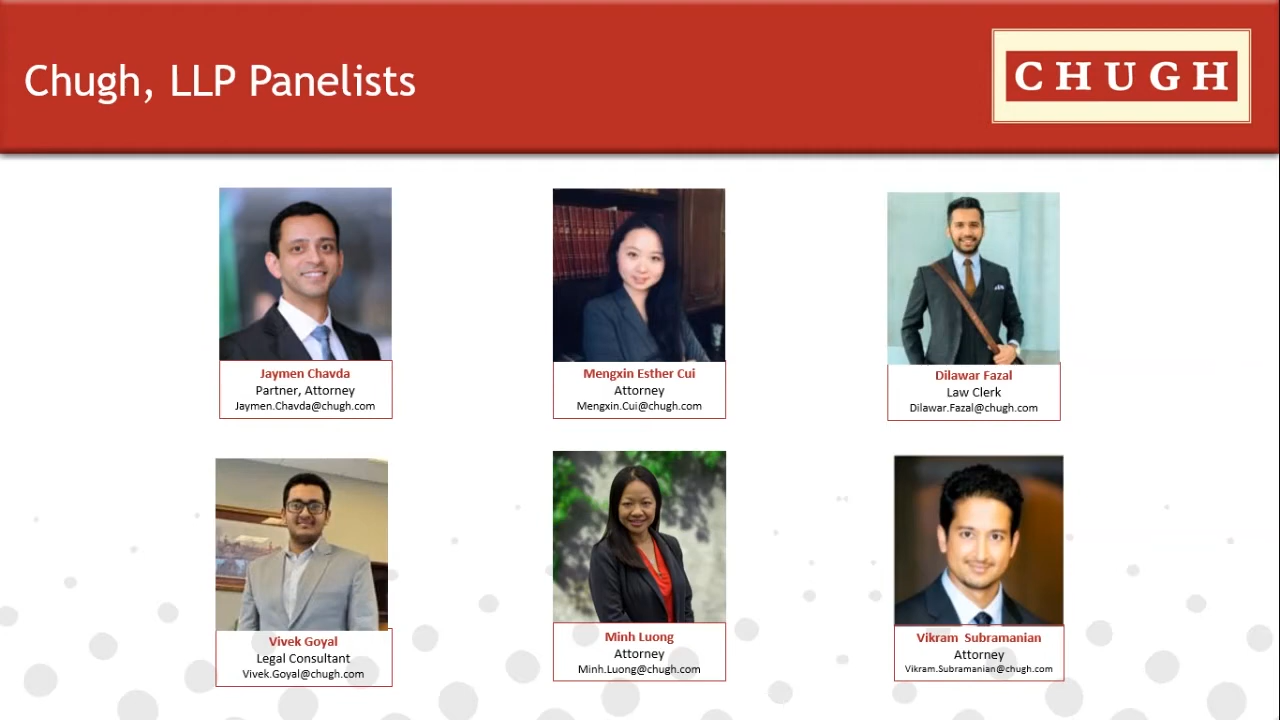 Chugh, LLP Panelists
CHUGH
Jaymen Chavda
Partner, Attorney
Jaymen.Chavda@chugh.com
Mengxin Esther Cui
Attorney
Mengxin.Cui@chugh.com
Dilawar Fazal
Law Clerk
Dilawar.Fazal@chugh.com
Vivek Goyal
Legal Consultant
Vivek.Goyal@chugh.com
Minh Luong
Attorney
Minh.Luong@chugh.com
Vikram Subramanian
Attorney
Vikram.Subramanian@chugh.com